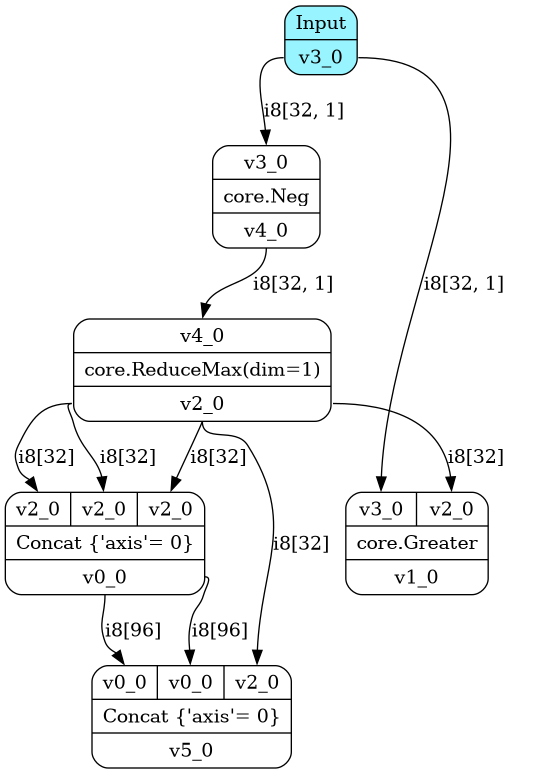 Input
v3_0
i8[32, 1]
v3_0
core.Neg
v4_0
i8[32, 1]
i8[32, 1]
v4_0
core.ReduceMax(dim=1)
v2_0
i8[32]
i8[32]
i8[32]
i8[32]
v2_0
v2_0
v2_0
Concat {'axis'= 0}
v0_0
v3_0
v2_0
core.Greater
v1_0
i8[32]
i8[96]
i8[96]
v0_0
v0_0
v2_0
Concat {'axis'= 0}
v5_0